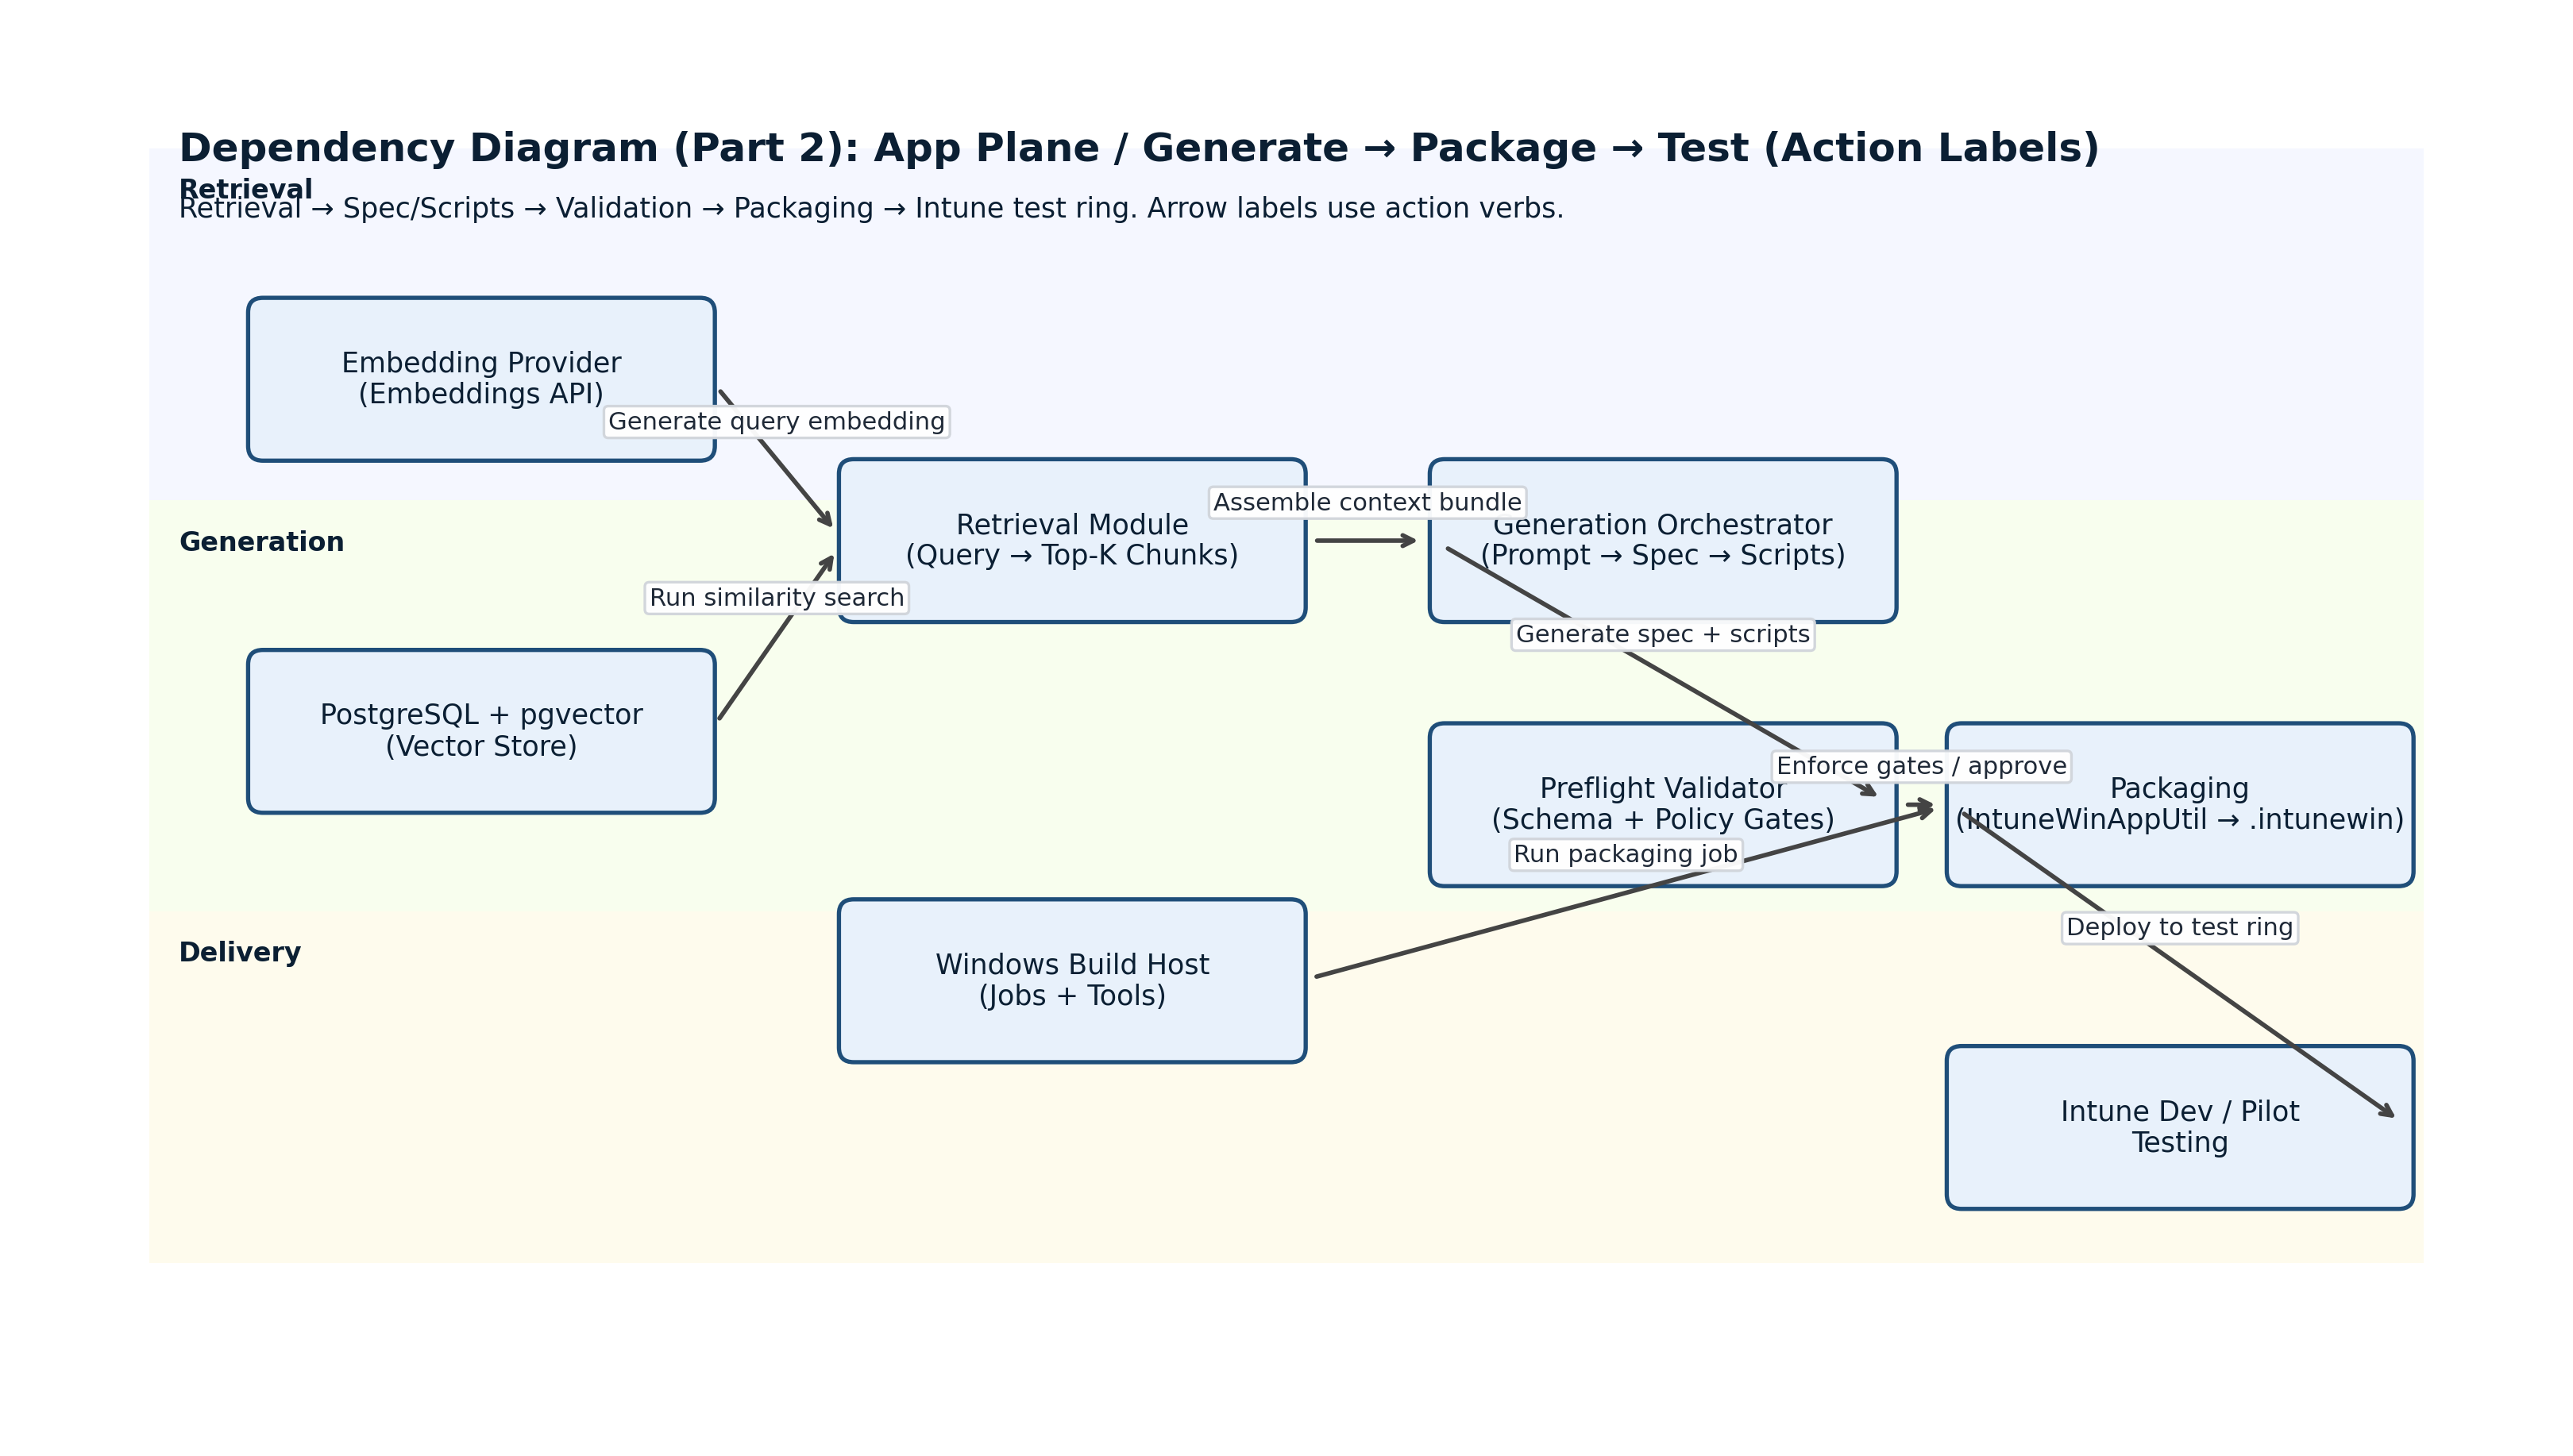 Dependency Diagram (Part 2): App Plane / Generate → Package → Test (Action Labels)
Retrieval
Retrieval → Spec/Scripts → Validation → Packaging → Intune test ring. Arrow labels use action verbs.
Embedding Provider
(Embeddings API)
Generate query embedding
Assemble context bundle
Retrieval Module
(Query → Top-K Chunks)
Generation Orchestrator
(Prompt → Spec → Scripts)
Generation
Run similarity search
Generate spec + scripts
PostgreSQL + pgvector
(Vector Store)
Enforce gates / approve
Preflight Validator
(Schema + Policy Gates)
Packaging
(IntuneWinAppUtil → .intunewin)
Run packaging job
Deploy to test ring
Delivery
Windows Build Host
(Jobs + Tools)
Intune Dev / Pilot
Testing